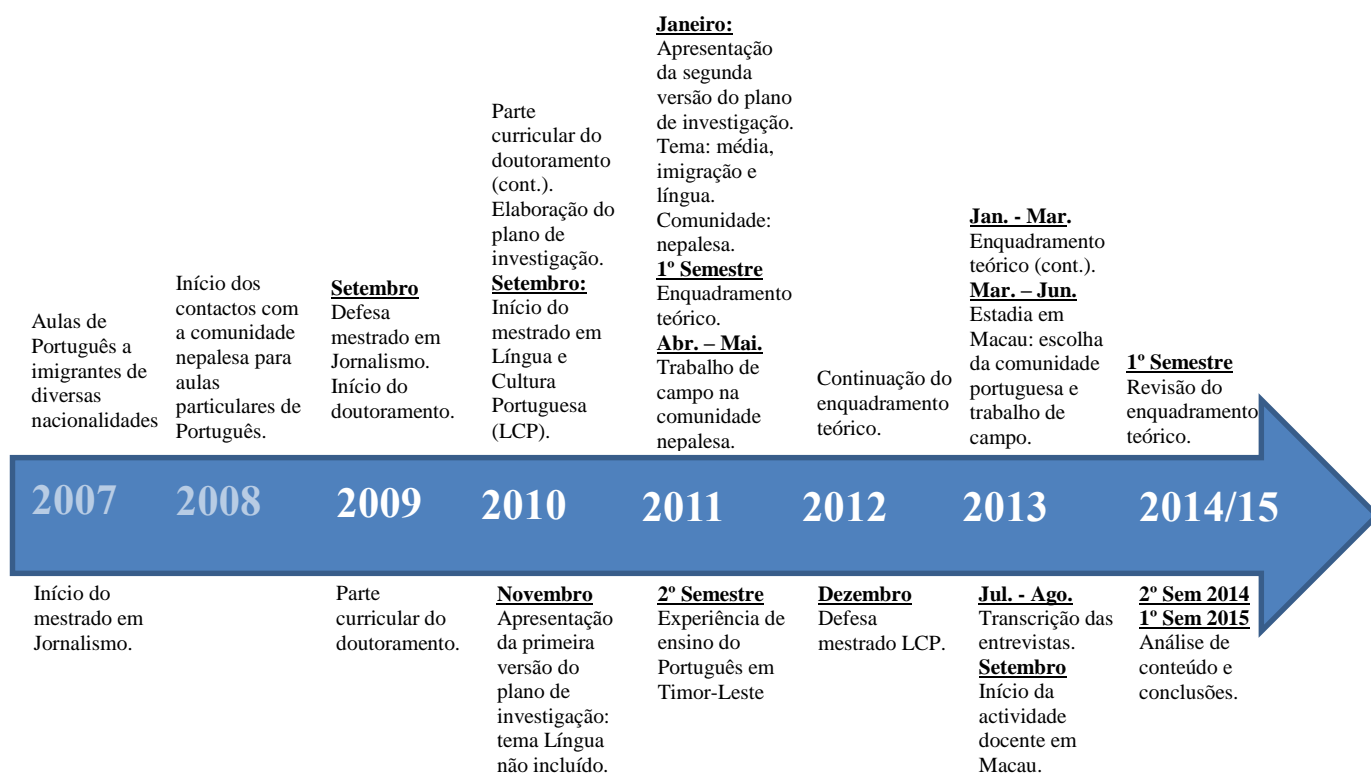 Aulas de
Português a
imigrantes de
diversas
nacionalidades
Início dos
contactos com
a comunidade
nepalesa para
aulas
particulares de
Português.
Setembro
Defesa
mestrado em
Jornalismo.
Início do
doutoramento.
Parte
curricular do
doutoramento
(cont.).
Elaboração do
plano de
investigação.
Setembro:
Início do
mestrado em
Língua e
Cultura
Portuguesa
(LCP).
Janeiro:
Apresentação
da segunda
versão do plano
de investigação.
Tema: média,
imigração e
língua.
Comunidade:
nepalesa.
1º Semestre
Enquadramento
teórico.
Abr. – Mai.
Trabalho de
campo na
comunidade
nepalesa.
Continuação do
enquadramento
teórico.
Jan. - Mar.
Enquadramento
teórico (cont.).
Mar. – Jun.
Estadia em
Macau: escolha
da comunidade
portuguesa e
trabalho de
campo.
1º Semestre
Revisão do
enquadramento
teórico.
2007
2008
2009
2010
2011
2012
2013
2014/15
Início do
mestrado em
Jornalismo.
Parte
curricular do
doutoramento.
Novembro
Apresentação
da primeira
versão do
plano de
investigação:
tema Língua
não incluído.
2º Semestre
Experiência de
ensino do
Português em
Timor-Leste
Dezembro
Defesa
mestrado LCP.
Jul. - Ago.
Transcrição das
entrevistas.
Setembro
Início da
actividade
docente em
Macau.
2º Sem 2014
1º Sem 2015
Análise de
conteúdo e
conclusões.